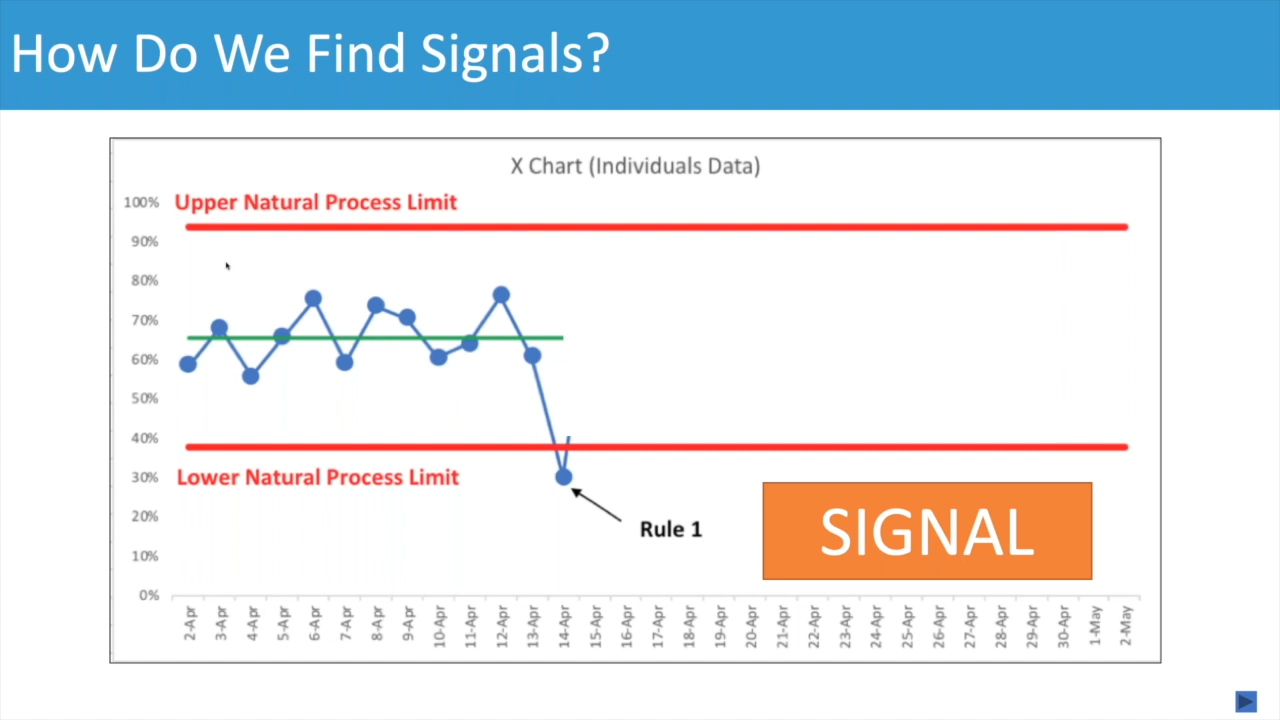 How Do We Find Signals?
X Chart (Individuals Data)
100%
Upper Natural Process Limit
90%
80%
70%
60%
50%
40%
30%
Lower Natural Process Limit
20%
10%
0%
Rule 1
SIGNAL
2-Apr
3-Apr
4-Apr
5-Apr
6-Apr
7-Apr
8-Apr
9-Apr
10-Apr
11-Apr
12-Apr
13-Apr
14-Apr
15-Apr
16-Apr
17-Apr
18-Apr
19-Apr
20-Apr
21-Apr
22-Apr
23-Apr
24-Apr
25-Apr
26-Apr
27-Apr
28-Apr
29-Apr
30-Apr
1-May
2-May